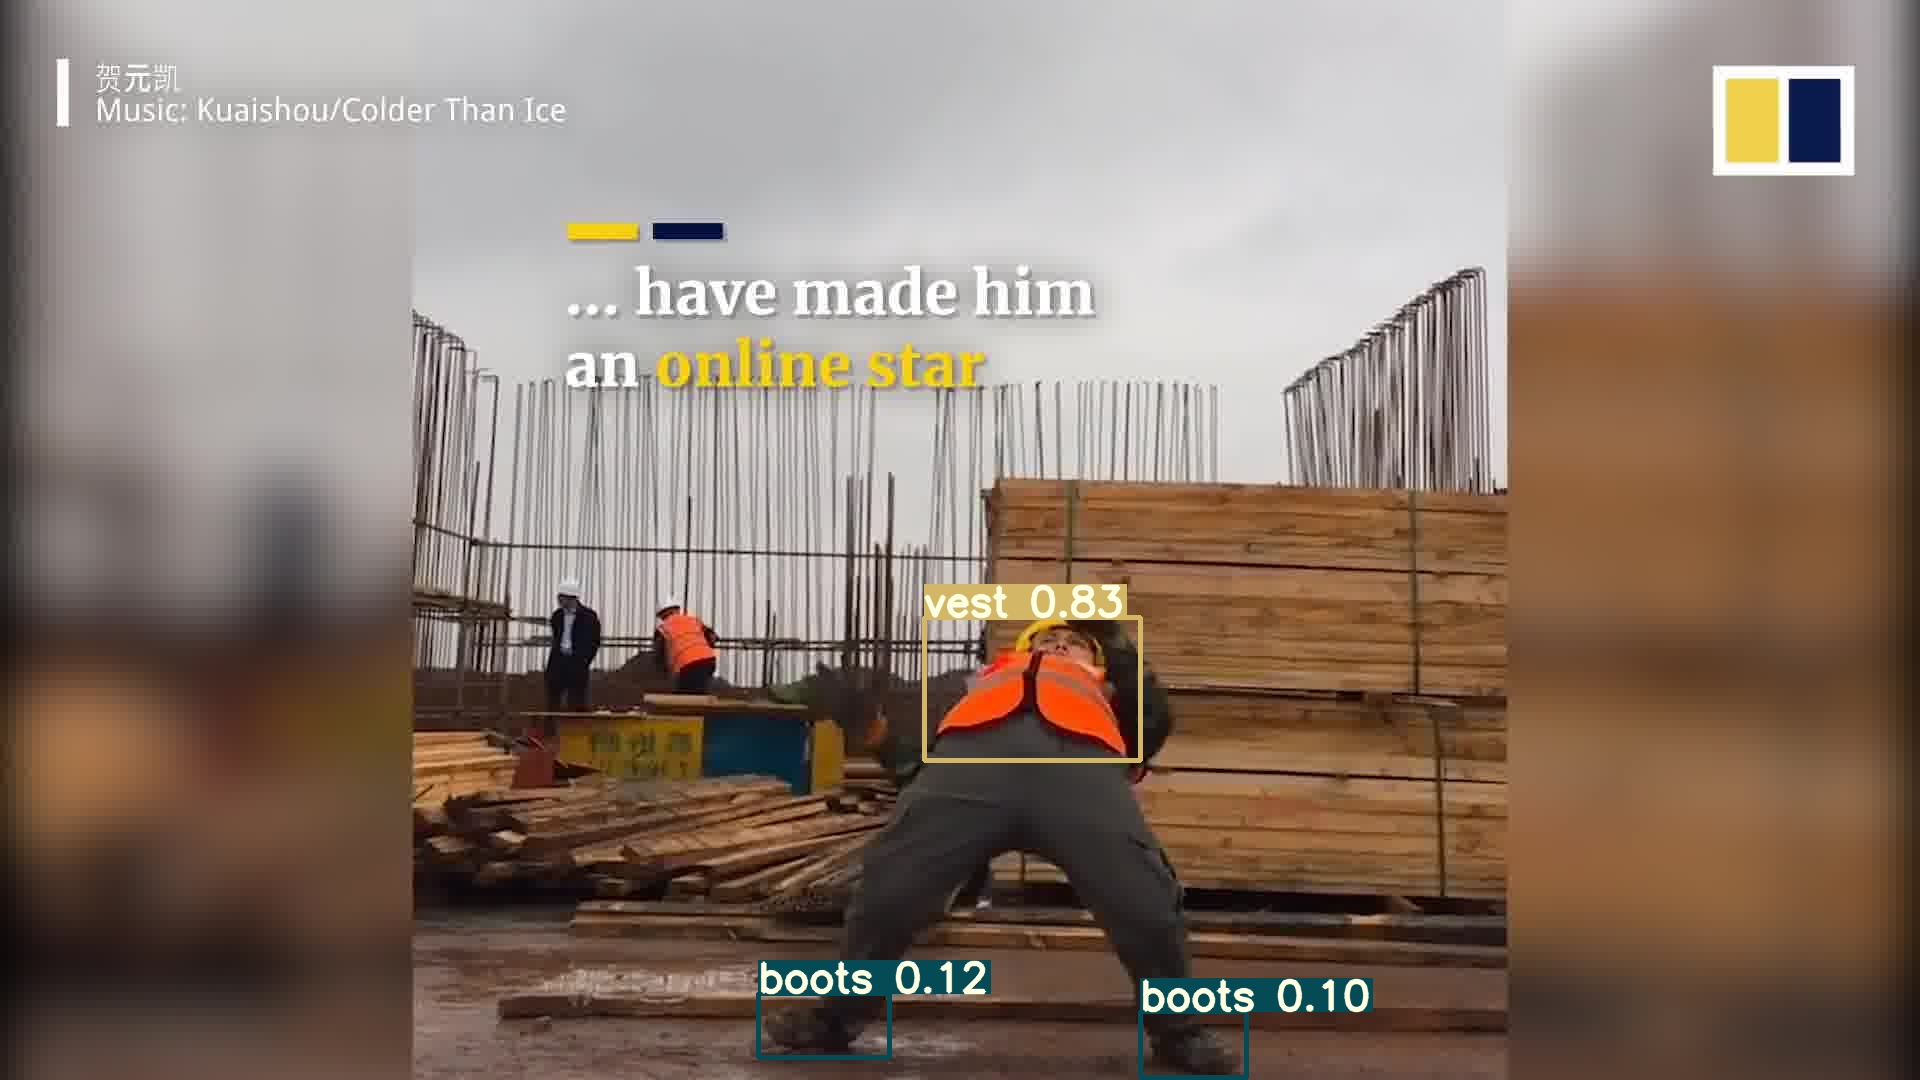 贺元凯
Music: Kuaishou/Colder Than Ice
... have made him
an online star
vest 0.83
boots 0.12
boots 0.10